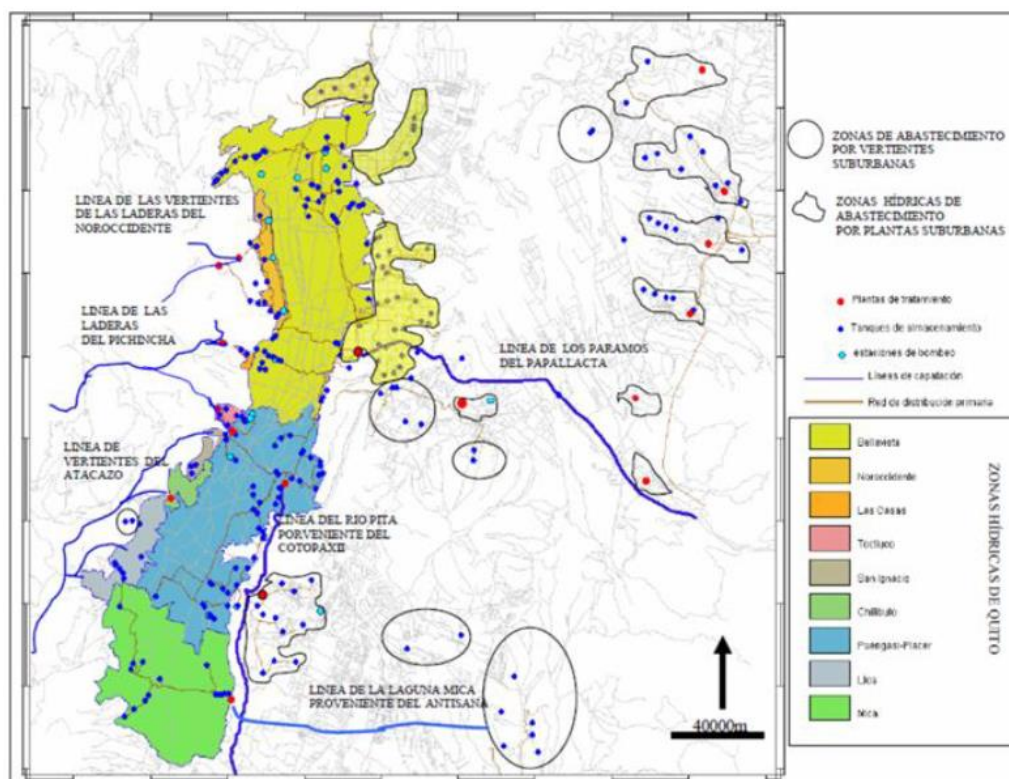 LINEA DE LAS VERTIENTES
DE LAS LADERAS DEL
NOROCCIDENTE
LINEA DE LAS
LADERAS
DEL PICHINCHA
LINEA DE LOS PARAMOS
DEL PAPALLACTA
LINEA DE
VERTIENTES DEL
ATACAZO
LINEA DEL RIO PITA
PORVENIENTE DEL
COTOPAXII
LINEA DE LA LAGUNA MICA
PROVENIENTE DEL ANTISANA
40000m
ZONAS DE ABASTECIMIENTO
POR VERTIENTES
SUBURBANAS
ZONAS HÍDRICAS DE
ABASTECIMIENTO
POR PLANTAS SUBURBANAS
Plantas de tratamiento
Tanques de almacenamiento
estaciones de bombeo
Líneas de captación
Red de distribución primaria
Bellavista
Noroccidente
Las Casas
Toctiuco
San Ignacio
Chilibulo
Puengasi-Placer
Lloa
Mica
ZONAS HÍDRICAS DE QUITO